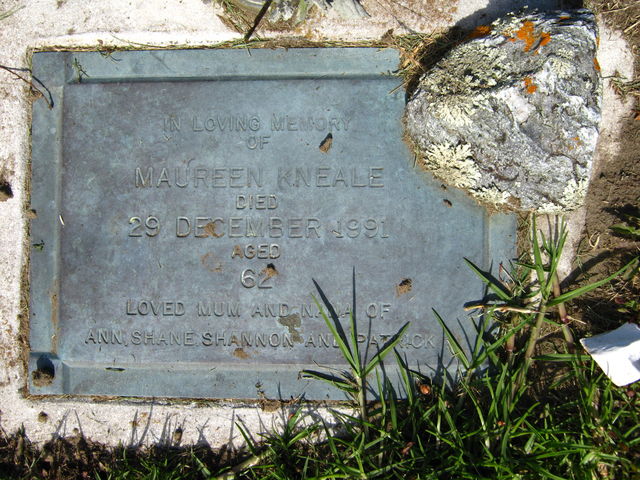 IN LOVING MEMORY
OF
MAUREEN KNEALE
DIED
29 DECEMBER 1991
AGED
62
LOVED MUM AND NANA OF
ANN, SHANE, SHANNON AND PATRICK